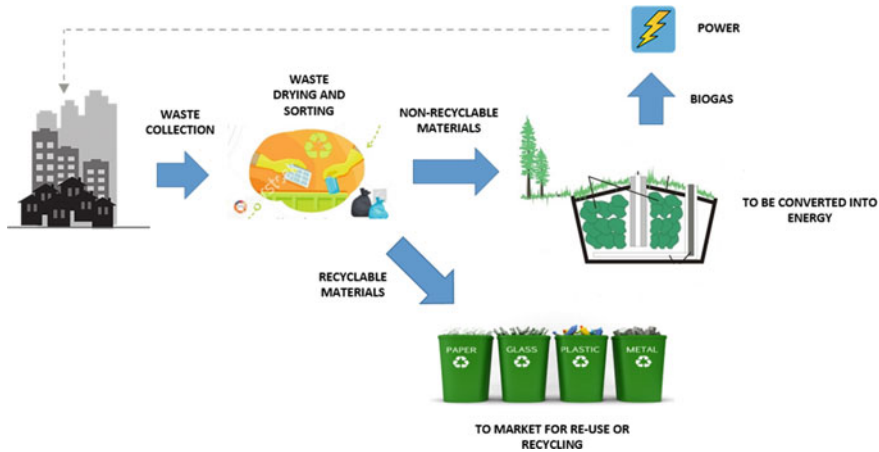 POWER
BIOGAS
WASTE
DRYING AND
SORTING
WASTE
COLLECTION
NON-RECYCLABLE
MATERIALS
TO BE CONVERTED INTO
ENERGY
RECYCLABLE
MATERIALS
PAPER
GLASS
PLASTIC
METAL
TO MARKET FOR RE-USE OR
RECYCLING